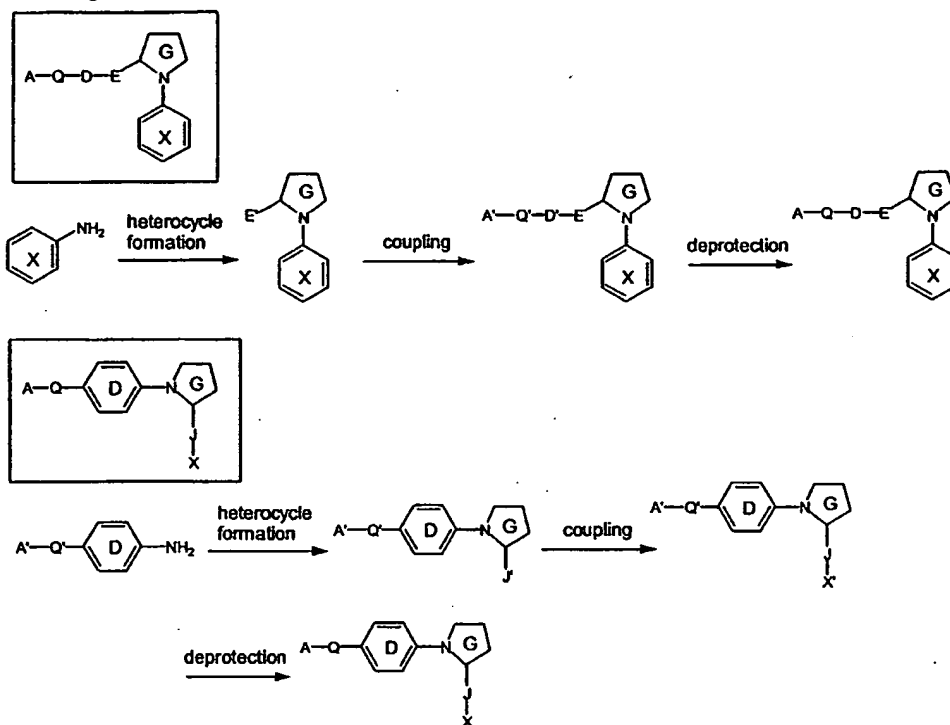 G
A-Q-D-E N
X
NH2 heterocycle formation G
X E N coupling A'-Q'-D'-E N G deprotection A-Q-D-E N G
X X X
A-Q D N G
J
X
A'-Q' D NH2 heterocycle formation A'-Q' D N G coupling A'-Q' D N G
J' J
X'
deprotection A-Q D N G
J
X